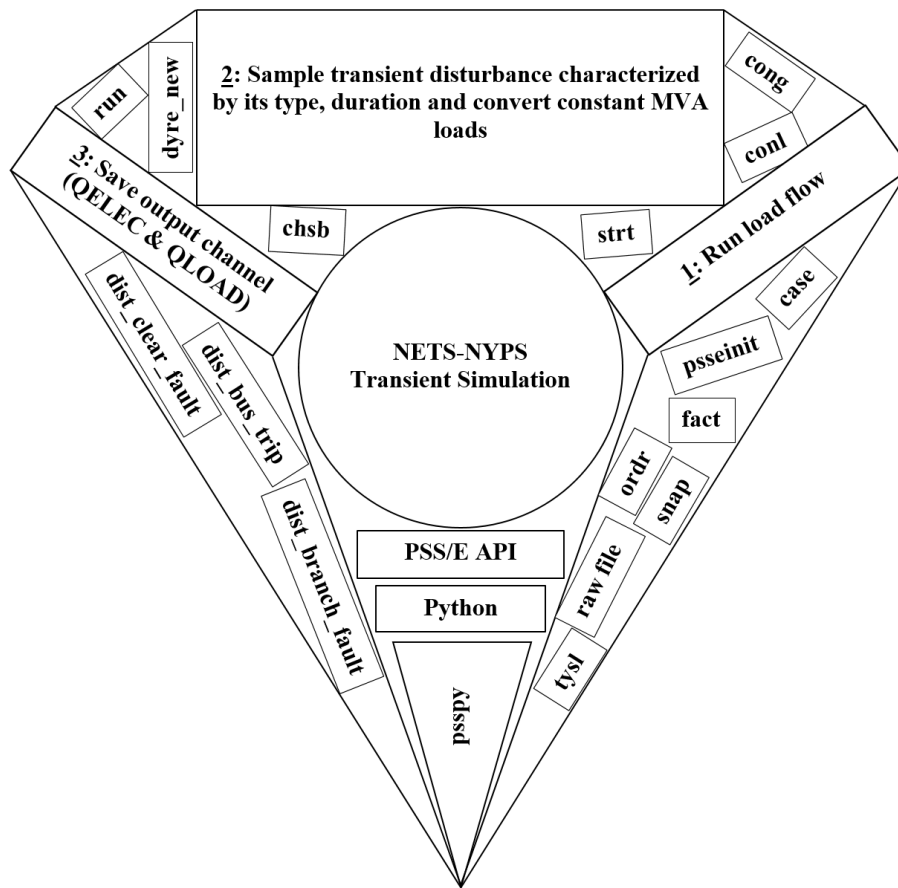 2: Sample transient disturbance characterized
by its type, duration and convert constant MVA
loads
cong
conl
run
dyre_new
3: Save output channel
(QELEC & QLOAD)
chsb
strt
1: Run load flow
case
psseinit
fact
ordr
snap
raw file
tysl
dist_clear_fault
dist_bus_trip
dist_branch_fault
NETS-NYPS
Transient Simulation
PSS/E API
Python
psspy